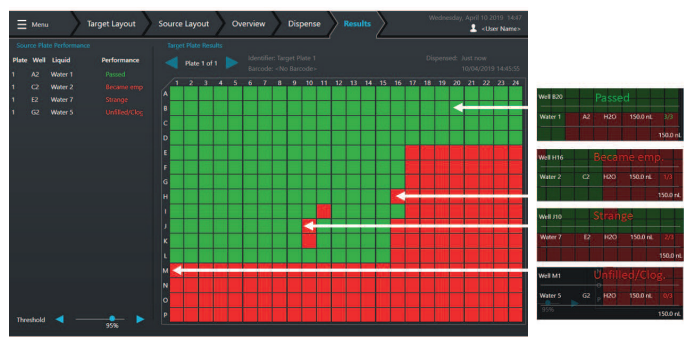 Menu
Target Layout
Source Layout
Overview
Dispense
Results
Wednesday, April 10 2019 14:47
<User Name>
Source Plate Performance
Plate Well Liquid Performance
1 A2 Water 1 Passed
1 C2 Water 2 Became emp
1 E2 Water 7 Strange
1 G2 Water 5 Unfilled/Clog
Threshold
95%
Target Plate Results
Plate 1 of 1
Identifier: Target Plate 1
Barcode: <No Barcode>
Dispensed: Just now
10/04/2019 14:45:35
1 2 3 4 5 6 7 8 9 10 11 12 13 14 15 16 17 18 19 20 21 22 23 24
A
B
C
D
E
F
G
H
I
J
K
L
M
N
O
P
Well B20 Passed
Water 1 A2 H2O 150.0 nL 3/3
150.0 nL
Well H16 Became emp.
Water 2 C2 H2O 150.0 nL 1/3
150.0 nL
Well J10 Strange
Water 7 E2 H2O 150.0 nL 2/3
150.0 nL
Well M1 Unfilled/Clog.
Water 5 G2 H2O 150.0 nL 0/3
95%
150.0 nL